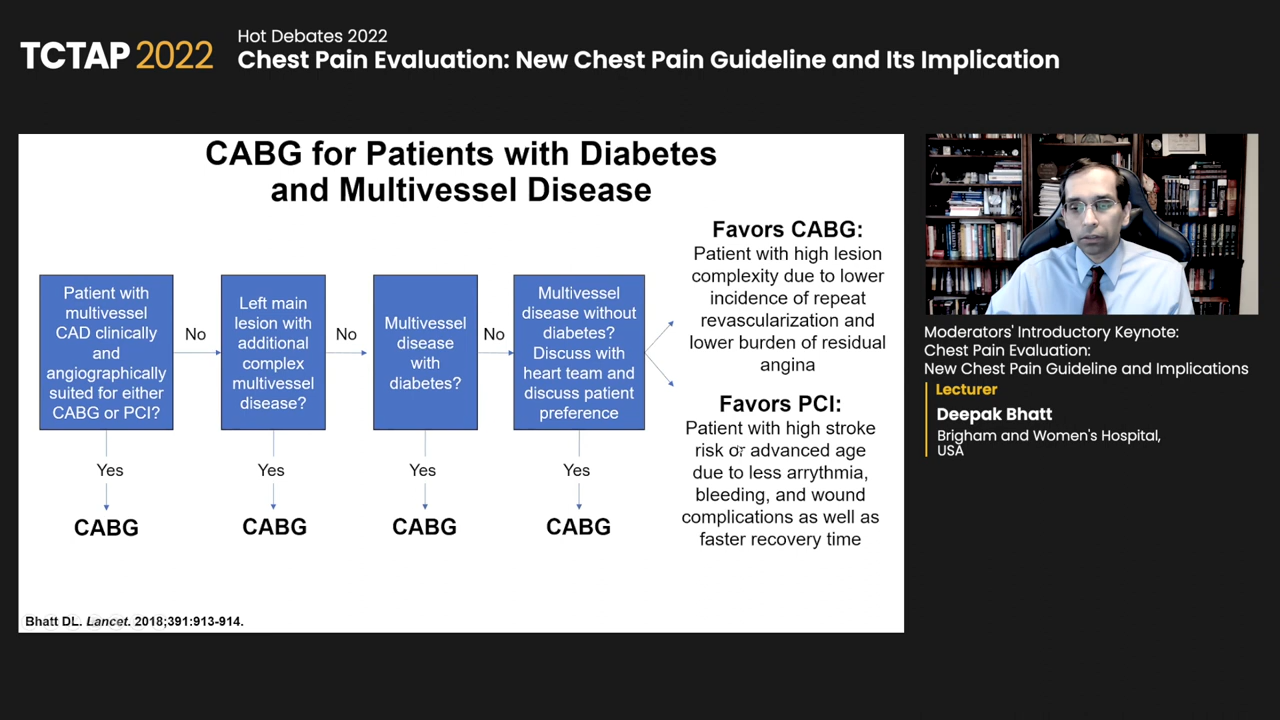 TCTAP 2022
Hot Debates 2022
Chest Pain Evaluation: New Chest Pain Guideline and Its Implication
CABG for Patients with Diabetes
and Multivessel Disease
Patient with
multivessel
CAD clinically
and
angiographically
suited for either
CABG or PCI?
No
Left main
lesion with
additional
complex
multivessel
disease?
No
Multivessel
disease
with
diabetes?
No
Multivessel
disease without
diabetes?
Discuss with
heart team and
discuss patient
preference
Yes
Yes
Yes
Yes
CABG
CABG
CABG
CABG
Favors CABG:
Patient with high lesion
complexity due to lower
incidence of repeat
revascularization and
lower burden of residual
angina
Favors PCI:
Patient with high stroke
risk or advanced age
due to less arrythmia,
bleeding, and wound
complications as well as
faster recovery time
Bhatt DL. Lancet. 2018;391:913-914.
Moderators' Introductory Keynote:
Chest Pain Evaluation:
New Chest Pain Guideline and Implications
Lecturer
Deepak Bhatt
Brigham and Women's Hospital,
USA